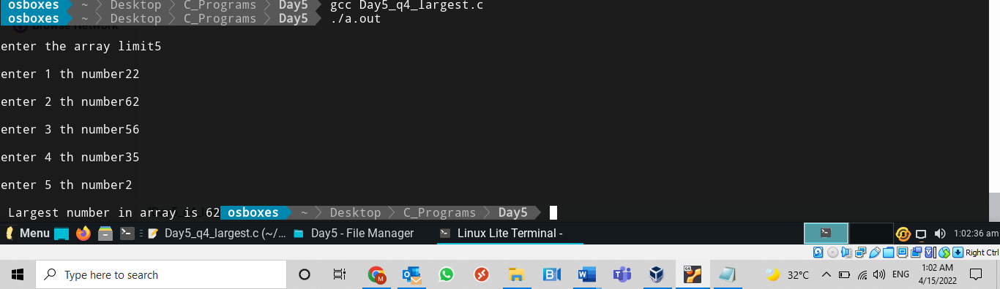 osboxes ~ Desktop C_Programs Day5 gcc Day5_q4_largest.c
osboxes ~ Desktop C_Programs Day5 ./a.out
Browse Network
enter the array limit5
enter 1 th number22
enter 2 th number62
enter 3 th number56
enter 4 th number35
enter 5 th number2
Largest number in array is 62 osboxes ~ Desktop C_Programs Day5
Menu Day5_q4_largest.c (~/... Day5 - File Manager Linux Lite Terminal - 1:02:36 am
Right Ctrl
Type here to search 32°C ENG 1:02 AM
4/15/2022